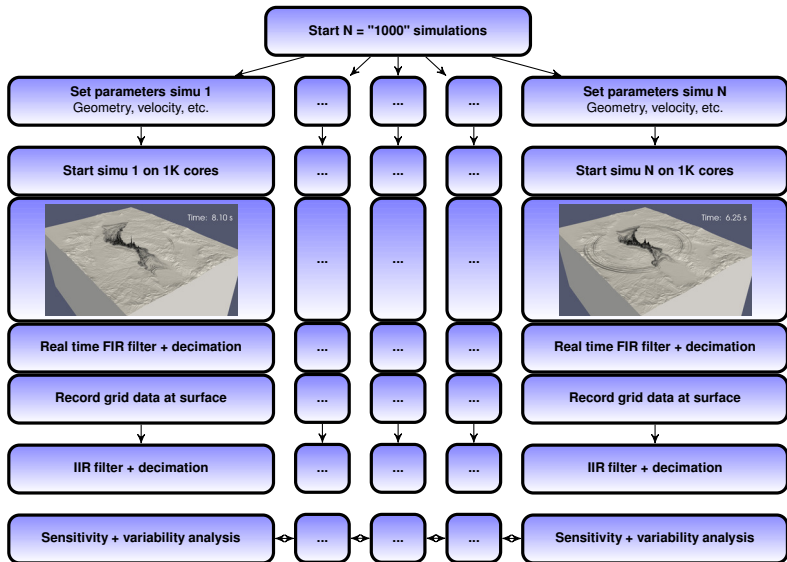 Start N = "1000" simulations
Set parameters simu 1
Geometry, velocity, etc.
...
...
...
Set parameters simu N
Geometry, velocity, etc.
Start simu 1 on 1K cores
...
...
...
Start simu N on 1K cores
Time: 8.10 s
...
...
...
Time: 6.25 s
Real time FIR filter + decimation
...
...
...
Real time FIR filter + decimation
Record grid data at surface
...
...
...
Record grid data at surface
IIR filter + decimation
...
...
...
IIR filter + decimation
Sensitivity + variability analysis
...
...
...
Sensitivity + variability analysis